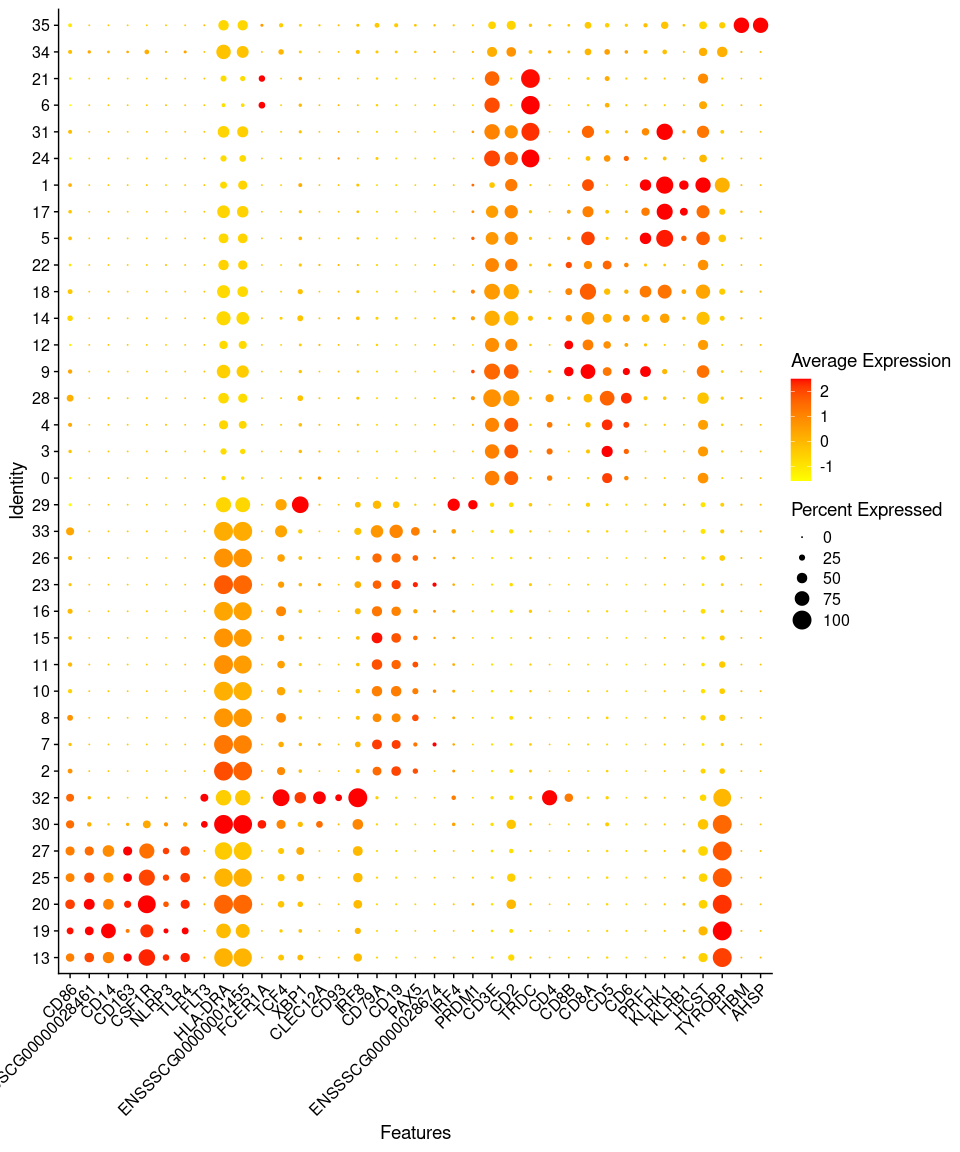 35
34
21
6
31
24
1
17
5
22
18
14
12
9
28
4
3
0
29
33
26
23
16
15
11
10
8
7
2
32
30
27
25
20
19
13
Identity
CD86
SCG00000028461
CD14
CD163
CSF1R
NLRP3
TLR4
FLT3
HLA-DRA
ENSSSCG00000001455
FCER1A
TCF4
XBP1
CLEC12A
CD93
IRF8
CD79A
CD19
PAX5
ENSSSCG00000028674
IRF4
PRDM1
CD3E
CD2
TRDC
CD4
CD8B
CD8A
CD5
CD6
PRF1
KLRK1
KLRB1
HCST
TYROBP
HBM
AHSP
Features
Average Expression
2
1
0
-1
Percent Expressed
0
25
50
75
100